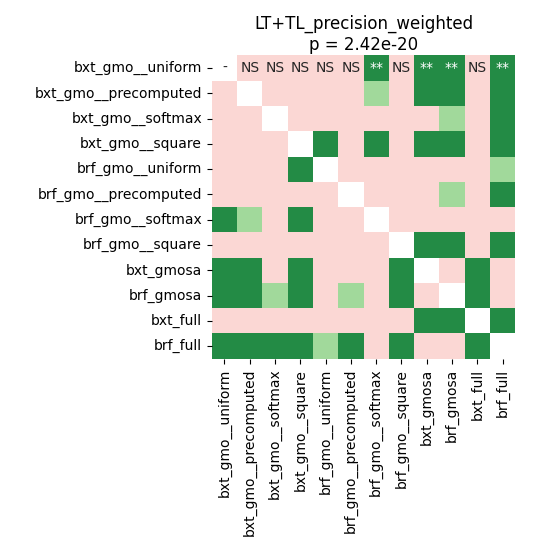 LT+TL_precision_weighted
p = 2.42e-20
bxt_gmo__uniform - NS NS NS NS NS ** NS ** ** NS **
bxt_gmo__precomputed
bxt_gmo__softmax
bxt_gmo__square
brf_gmo__uniform
brf_gmo__precomputed
brf_gmo__softmax
brf_gmo__square
bxt_gmosa
brf_gmosa
bxt_full
brf_full
bxt_gmo__uniform
bxt_gmo__precomputed
bxt_gmo__softmax
bxt_gmo__square
brf_gmo__uniform
brf_gmo__precomputed
brf_gmo__softmax
brf_gmo__square
bxt_gmosa
brf_gmosa
bxt_full
brf_full